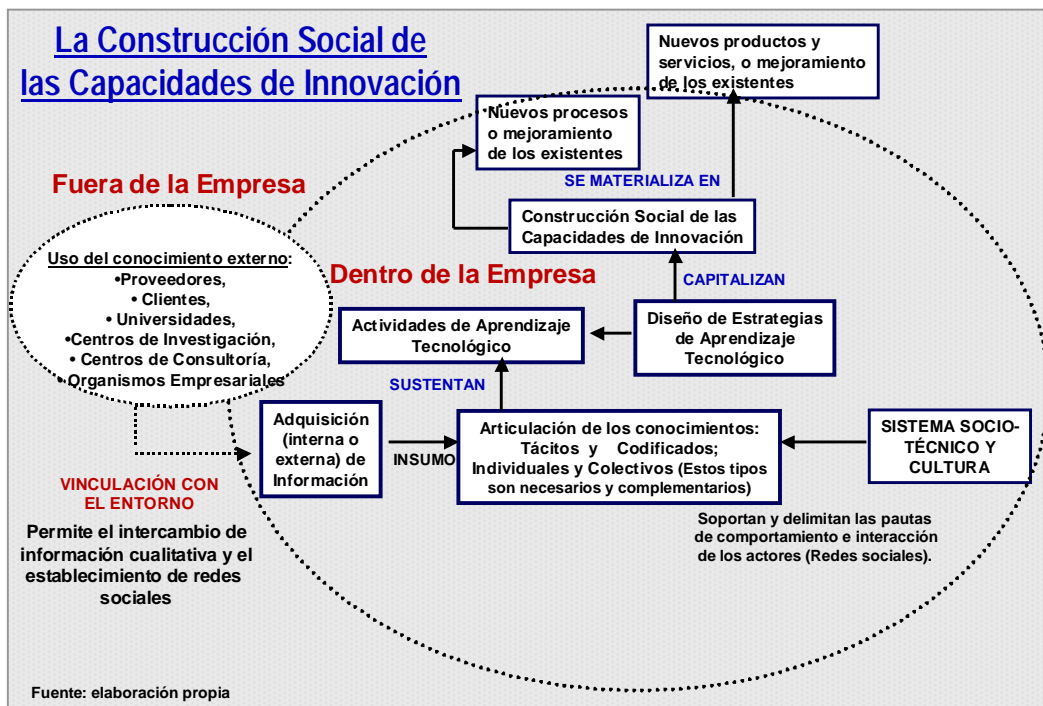 La Construcción Social de
las Capacidades de Innovación
Nuevos productos y
servicios, o mejoramiento
de los existentes
Nuevos procesos
o mejoramiento
de los existentes
Fuera de la Empresa
SE MATERIALIZA EN
Construcción Social de las
Capacidades de Innovación
Uso del conocimiento externo:
•Proveedores,
• Clientes,
• Universidades,
•Centros de Investigación,
• Centros de Consultoría,
• Organismos Empresariales
Dentro de la Empresa
CAPITALIZAN
Actividades de Aprendizaje
Tecnológico
Diseño de Estrategias
de Aprendizaje
Tecnológico
SUSTENTAN
Adquisición
(interna o
externa) de
Información
INSUMO
Articulación de los conocimientos:
Tácitos y Codificados;
Individuales y Colectivos (Estos tipos
son necesarios y complementarios)
SISTEMA SOCIO-
TÉCNICO Y
CULTURA
VINCULACIÓN CON
EL ENTORNO
Permite el intercambio de
información cualitativa y el
establecimiento de redes
sociales
Soportan y delimitan las pautas
de comportamiento e interacción
de los actores (Redes sociales).
Fuente: elaboración propia